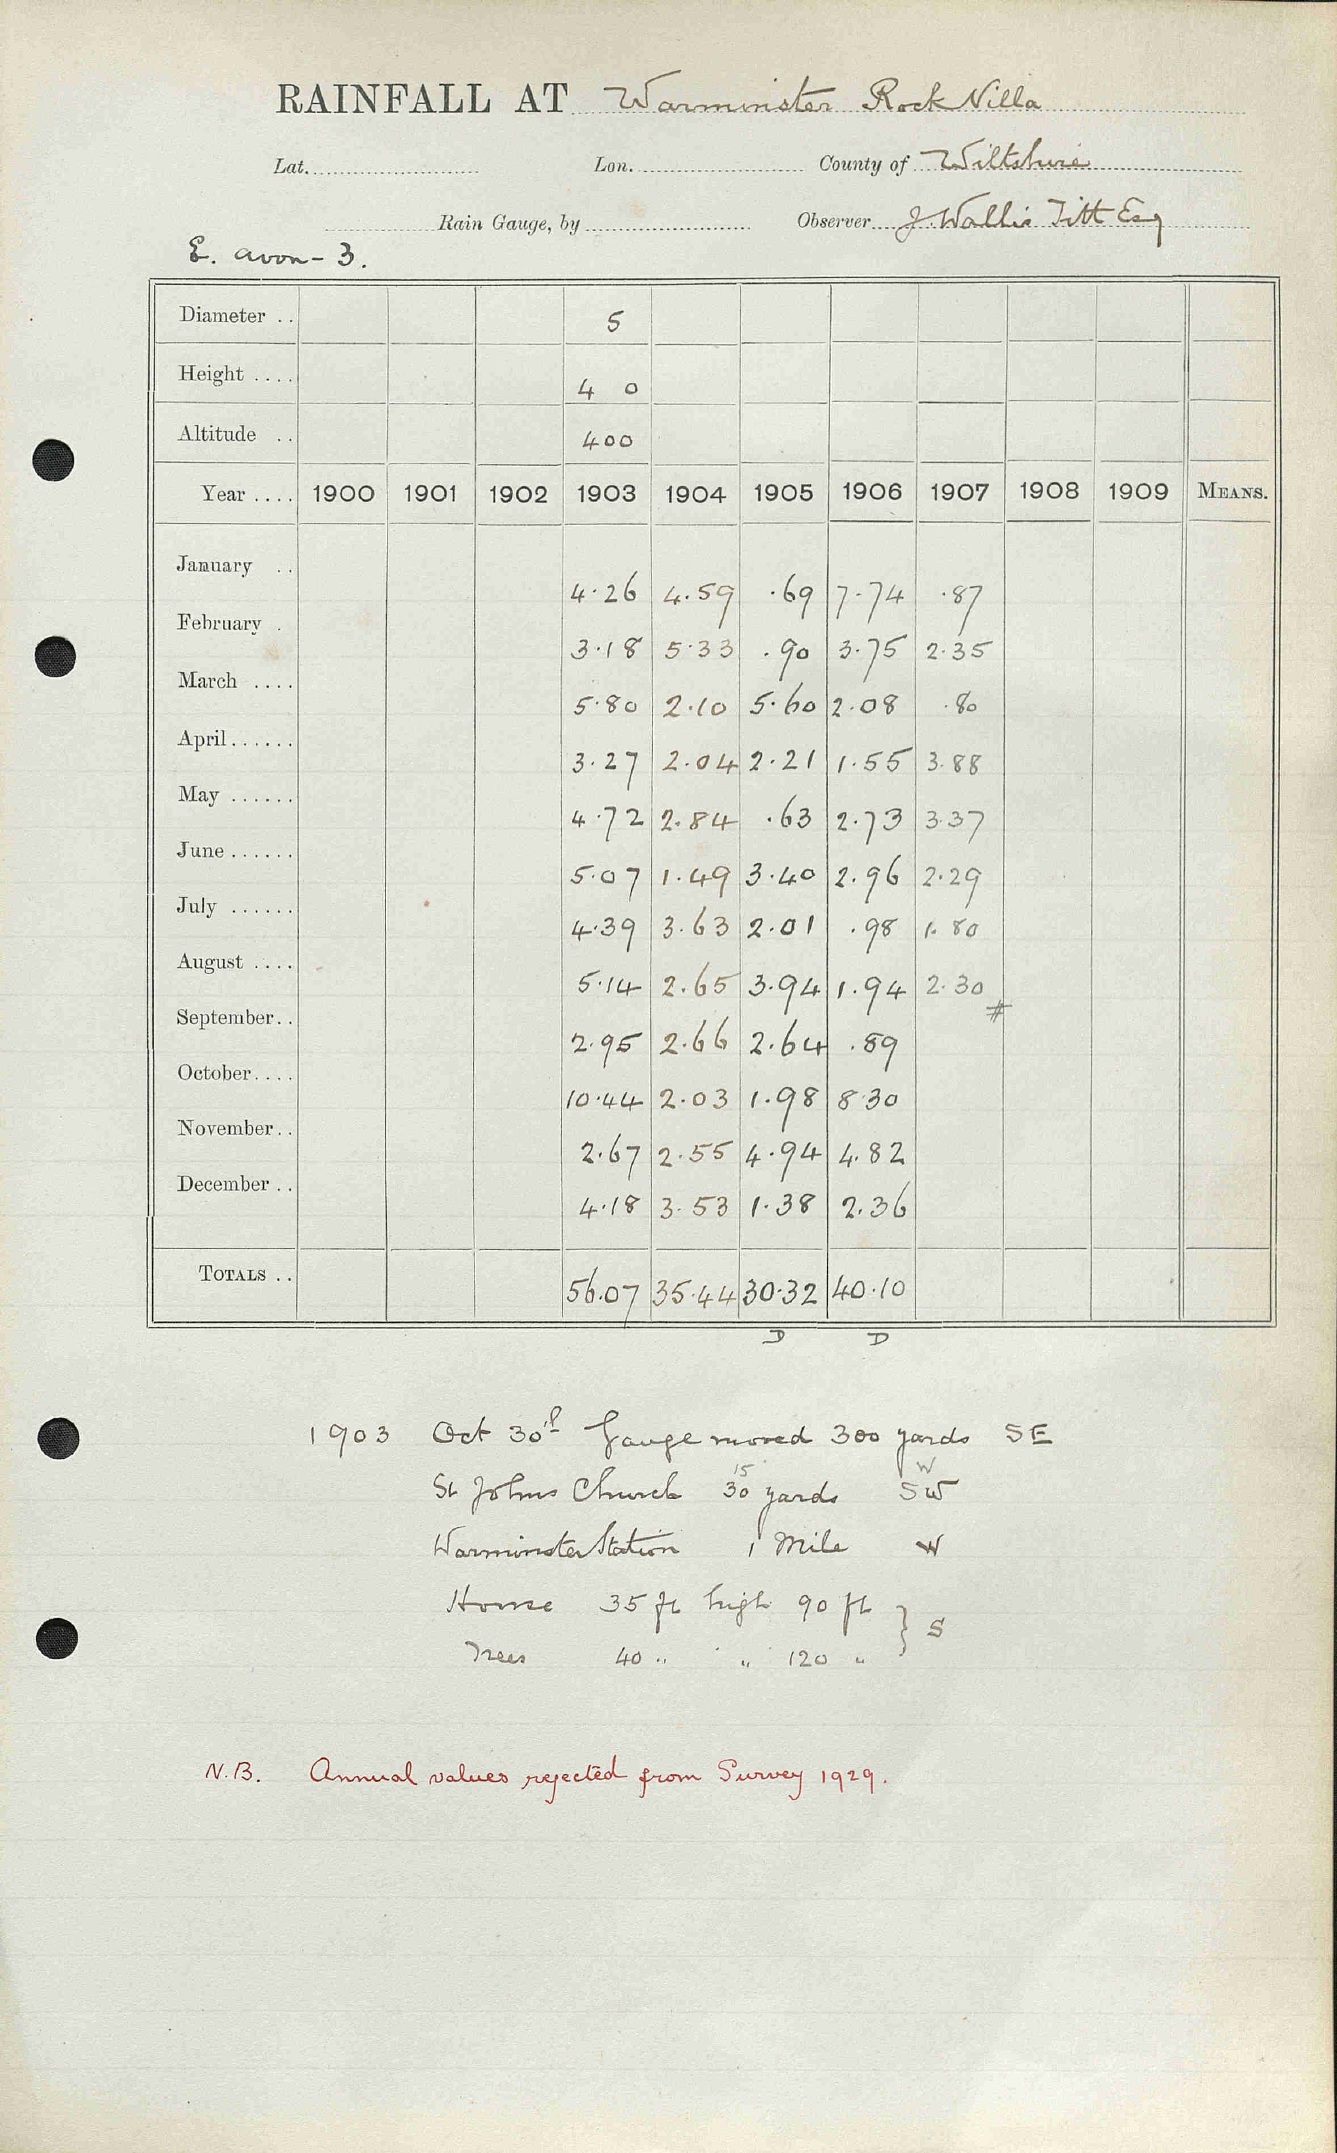 RAINFALL AT Warminster Rock Villa
Lat. Lon. County of Wiltshire
Rain Gauge, by Observer J. Wallis Titt Esq
E. Avon - 3.
Diameter .. 5
Height .... 4 0
Altitude .. 400
Year .... 1900 1901 1902 1903 1904 1905 1906 1907 1908 1909 MEANS.
January .. 4.26 4.59 .69 7.74 .87
February . 3.18 5.33 .90 3.75 2.35
March .... 5.80 2.10 5.60 2.08 .80
April...... 3.27 2.04 2.21 1.55 3.88
May ...... 4.72 2.84 .63 2.73 3.37
June...... 5.07 1.49 3.40 2.96 2.29
July ...... 4.39 3.63 2.01 .98 1.80
August .... 5.14 2.65 3.94 1.94 2.30 #
September.. 2.95 2.66 2.64 .89
October.... 10.44 2.03 1.98 8.30
November.. 2.67 2.55 4.94 4.82
December .. 4.18 3.53 1.38 2.36
TOTALS .. 56.07 35.44 30.32 40.10
D D
1903 Oct 30th Gauge moved 300 yards SE
15 W
St Johns Church 30 yards SW
Warminster Station 1 Mile W
House 35 ft high 90 ft } S
Trees 40 " " " 120 "
N.B. Annual values rejected from Survey 1929.